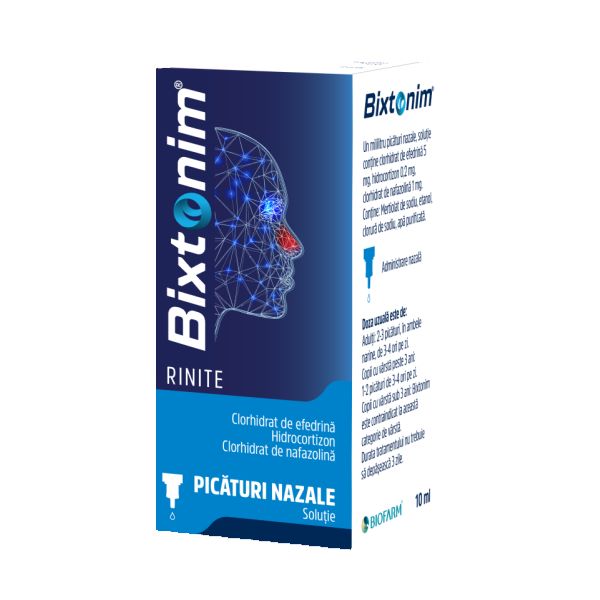 Bixtonim®
RINITE
Clorhidrat de efedrină
Hidrocortizon
Clorhidrat de nafazolină
PICĂTURI NAZALE
Soluție
Bixtonim®
Un mililitru picături nazale, soluție
conține clorhidrat de efedrină 5
mg, hidrocortizon 0.2 mg,
clorhidrat de nafazolină 1 mg.
Conține: Mertiolat de sodiu, etanol,
clorură de sodiu, apă purificată.
Administrare nazală
Doza uzuală este de:
Adulți: 2-3 picături, în ambele
narine, de 3-4 ori pe zi.
Copii cu vârstă peste 3 ani:
1-2 picături de 3-4 ori pe zi.
Copii cu vârstă sub 3 ani: Bixtonim
este contraindicat la această
categorie de vârstă.
Durata tratamentului nu trebuie
să depășească 3 zile.
BIOFARM
10 ml